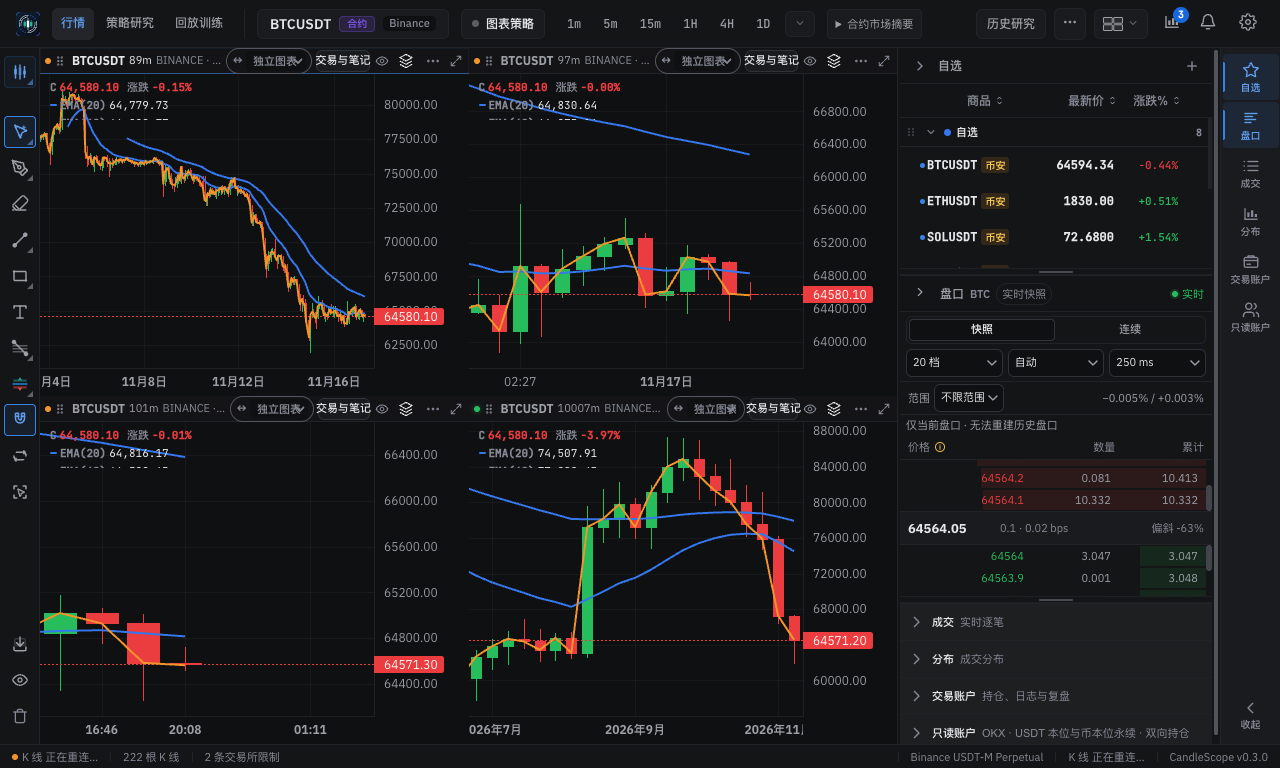 行情 策略研究 回放训练 BTCUSDT 合约 Binance 图表策略 1m 5m 15m 1H 4H 1D 合约市场摘要 历史研究 3
BTCUSDT 89m BINANCE · ... 独立图表 交易与笔记
C 64,580.10 涨跌 -0.15%
EMA(20) 64,779.73
80000.00
77500.00
75000.00
72500.00
70000.00
67500.00
64580.10
62500.00
月4日 11月8日 11月12日 11月16日
BTCUSDT 97m BINANCE · ... 独立图表 交易与笔记
C 64,580.10 涨跌 -0.00%
EMA(20) 64,830.64
66800.00
66400.00
66000.00
65600.00
65200.00
64800.00
64580.10
64400.00
64000.00
02:27 11月17日
BTCUSDT 101m BINANCE ·... 独立图表 交易与笔记
C 64,580.10 涨跌 -0.01%
EMA(20) 64,816.17
66400.00
66000.00
65600.00
65200.00
64800.00
64571.30
64400.00
16:46 20:08 01:11
BTCUSDT 10007m BINANCE... 独立图表 交易与笔记
C 64,580.10 涨跌 -3.97%
EMA(20) 74,507.91
88000.00
84000.00
80000.00
76000.00
72000.00
68000.00
64571.20
60000.00
026年7月 2026年9月 2026年11月
自选
商品 最新价 涨跌%
自选 8
BTCUSDT 币安 64594.34 -0.44%
ETHUSDT 币安 1830.00 +0.51%
SOLUSDT 币安 72.6800 +1.54%
盘口 BTC 实时快照 实时
快照 连续
20 档 自动 250 ms
范围 不限范围 −0.005% / +0.003%
仅当前盘口 · 无法重建历史盘口
价格 数量 累计
64564.2 0.081 10.413
64564.1 10.332 10.332
64564.05 0.1 · 0.02 bps 偏斜 -63%
64564 3.047 3.047
64563.9 0.001 3.048
成交 实时逐笔
分布 成交分布
交易账户 持仓、日志与复盘
只读账户 OKX · USDT 本位与币本位永续 · 双向持仓
自选
盘口
成交
分布
交易账户
只读账户
收起
K 线 正在重连... 222 根 K 线 2 条交易所限制 Binance USDT-M Perpetual K 线 正在重连... CandleScope v0.3.0